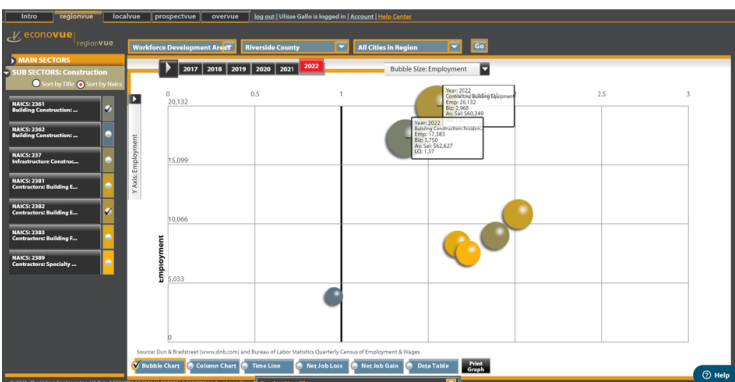 Intro
regionvue
localvue
prospectvue
overvue
log out | Ulisse Gallo is logged in | Account | Help Center
econovue
regionvue
Workforce Development Area
Riverside County
All Cities in Region
Go
MAIN SECTORS
SUB SECTORS: Construction
Sort by Title
Sort by Naics
2017
2018
2019
2020
2021
2022
Bubble Size: Employment
NAICS: 2361
Building Construction: ...
NAICS: 2362
Building Construction: ...
NAICS: 237
Infrastructure Construc...
NAICS: 2381
Contractors: Building E...
NAICS: 2382
Contractors: Building E...
NAICS: 2383
Contractors: Building F...
NAICS: 2389
Contractors: Specialty ...
Y Axis: Employment
Employment
0
0.5
1
2.5
3
20,132
15,099
10,066
5,033
0
Year: 2022
Contractors: Building Equipment
Emp: 20,132
Biz: 2,968
Av. Sal: $60,349
Year: 2022
Building Construction: Residen...
Emp: 17,383
Biz: 3,750
Av. Sal: $62,627
LQ: 1.37
Source: Dun & Bradstreet (www.dnb.com) and Bureau of Labor Statistics Quarterly Census of Employment & Wages
Bubble Chart
Column Chart
Time Line
Net Job Loss
Net Job Gain
Data Table
Print
Graph
Help